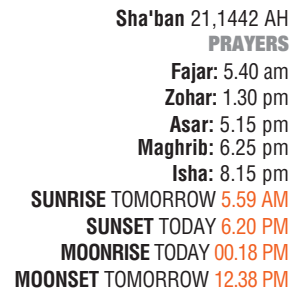 Sha'ban 21,1442 AH
PRAYERS
Fajar: 5.40 am
Zohar: 1.30 pm
Asar: 5.15 pm
Maghrib: 6.25 pm
Isha: 8.15 pm
SUNRISE TOMORROW 5.59 AM
SUNSET TODAY 6.20 PM
MOONRISE TODAY 00.18 PM
MOONSET TOMORROW 12.38 PM